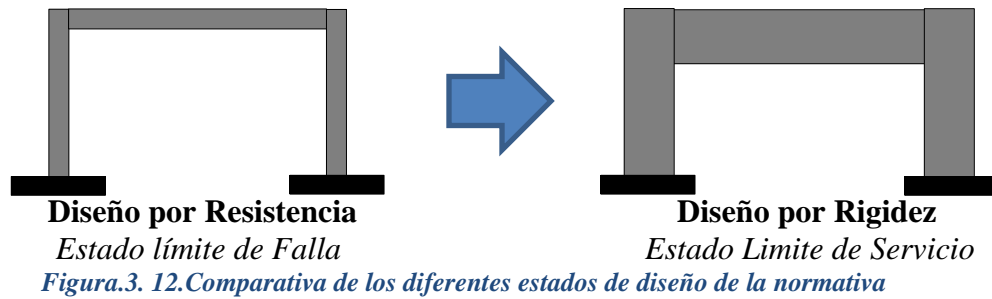 Diseño por Resistencia
Diseño por Rigidez
Estado límite de Falla
Estado Limite de Servicio
Figura.3. 12.Comparativa de los diferentes estados de diseño de la normativa